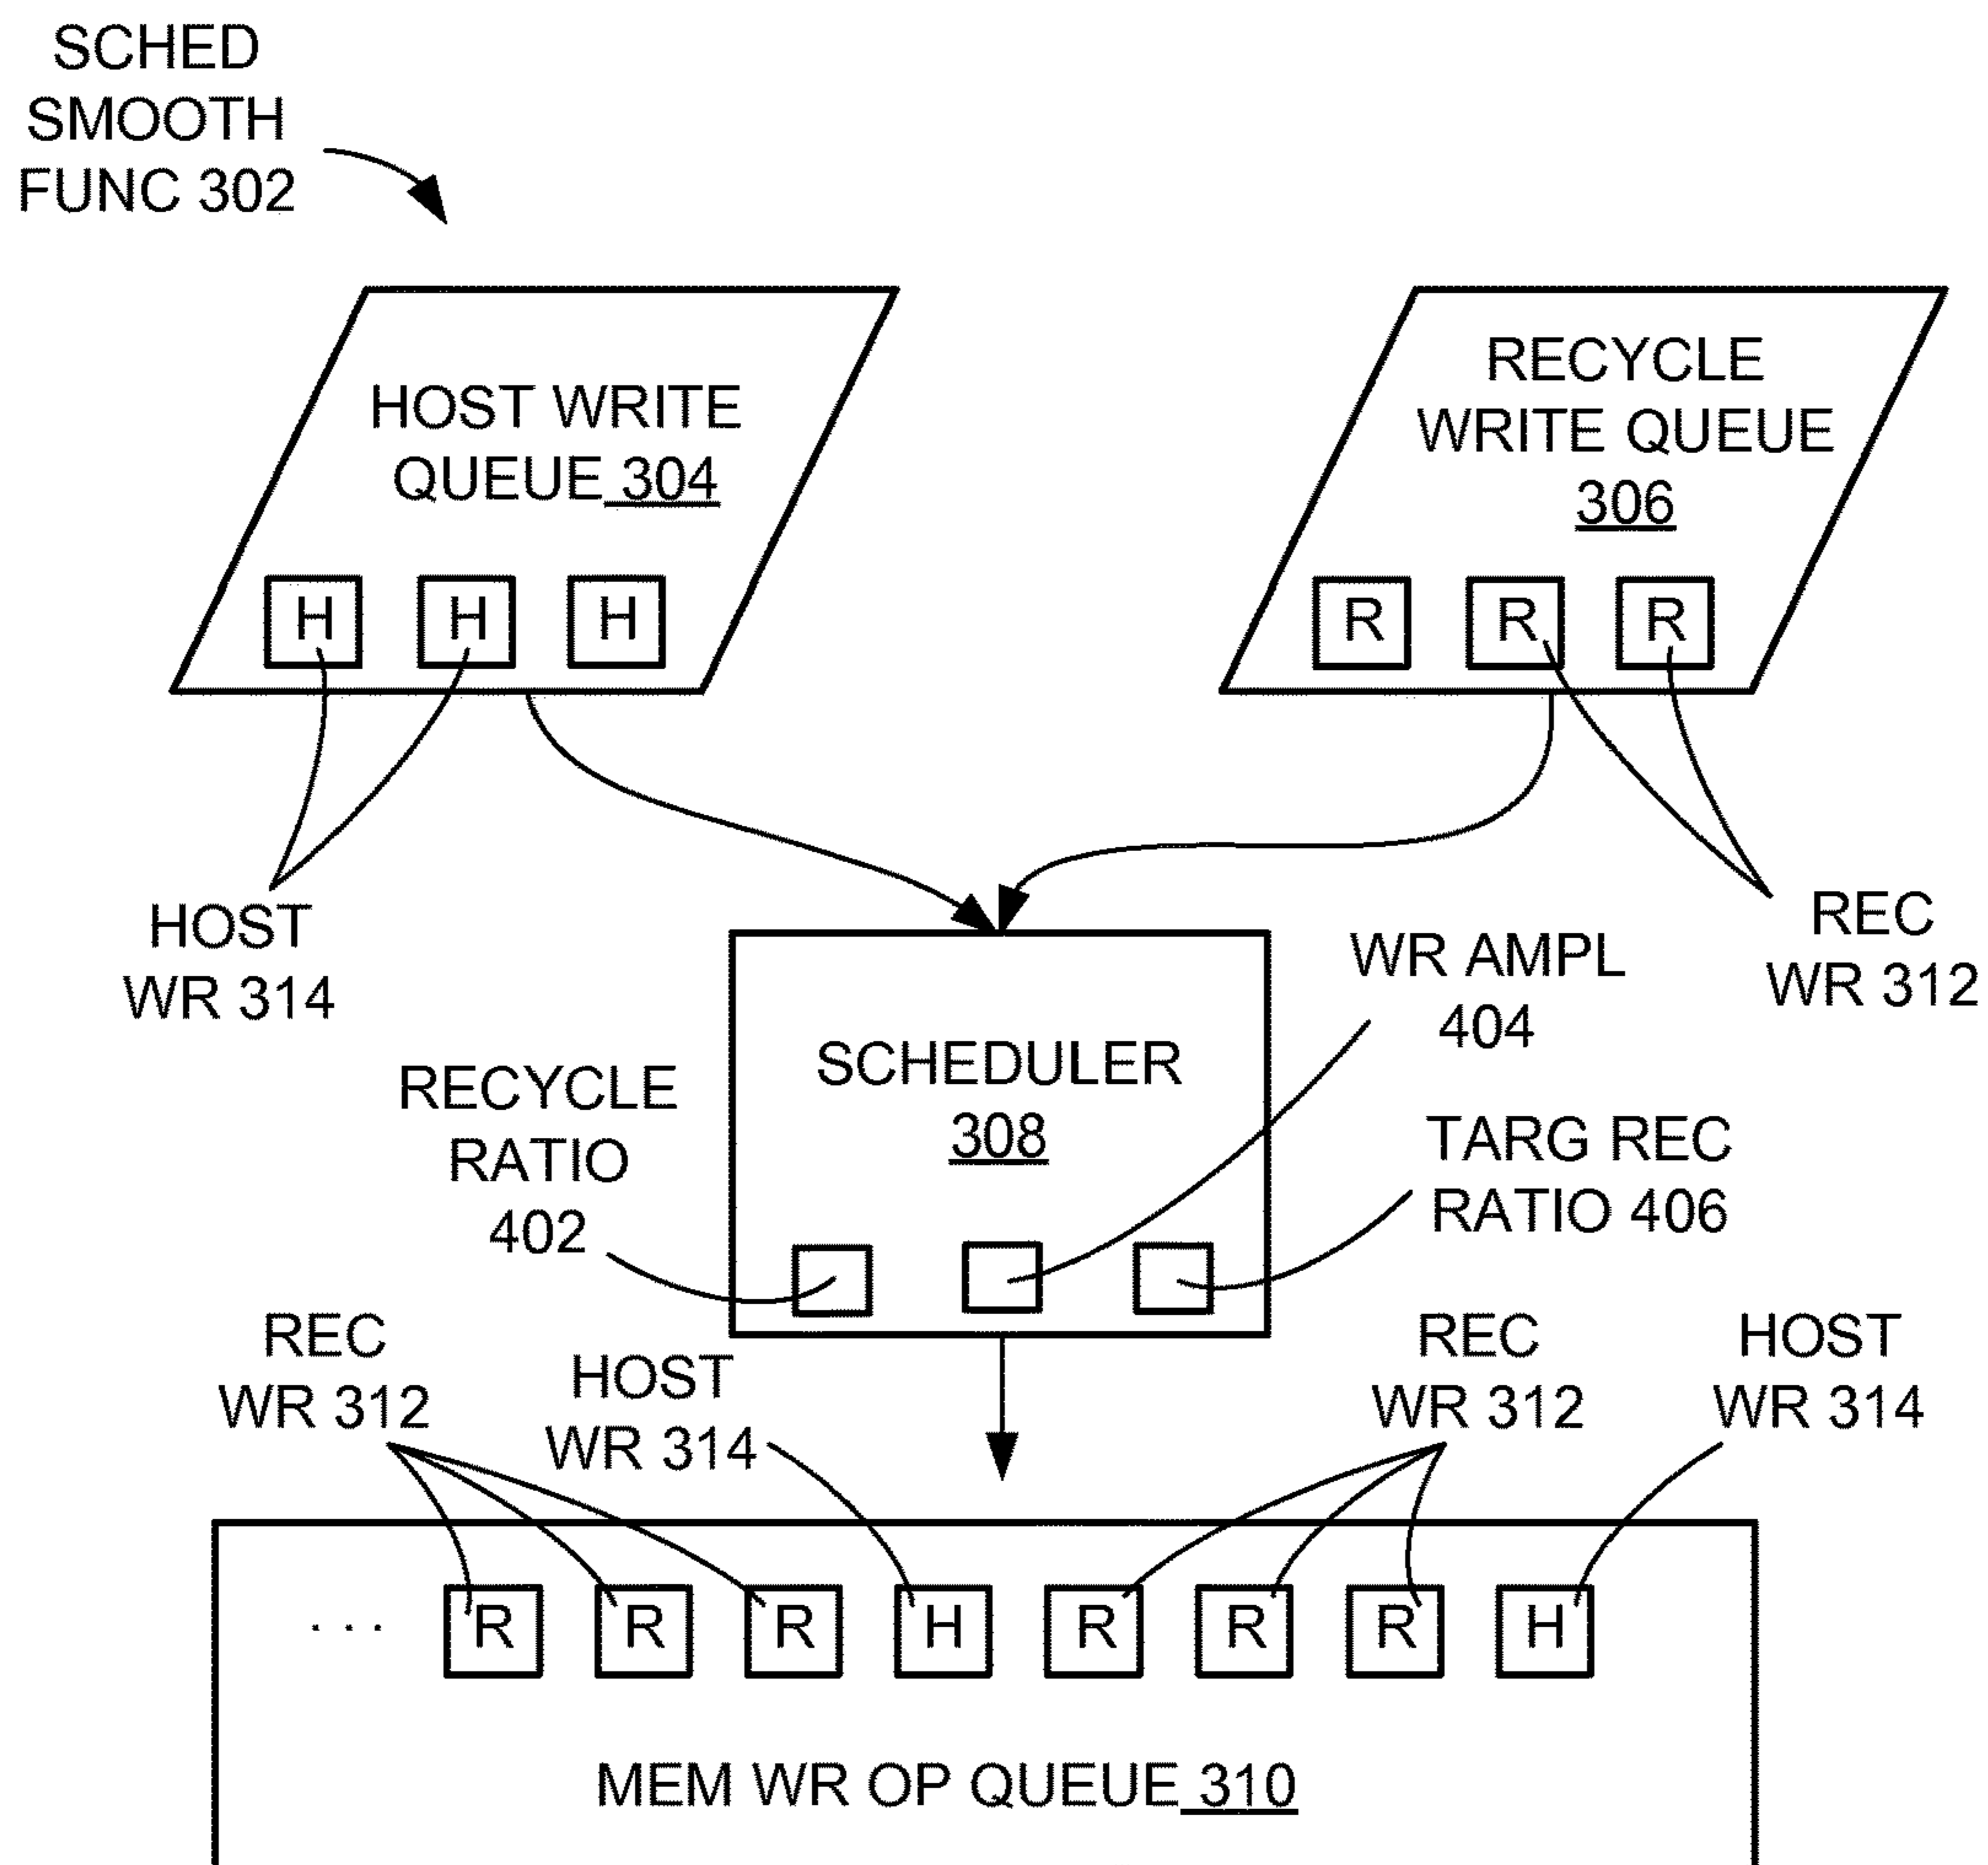 SCHED
SMOOTH
FUNC 302
HOST WRITE
QUEUE 304
H H H
RECYCLE
WRITE QUEUE
306
R R R
HOST
WR 314
REC
WR 312
SCHEDULER
308
WR AMPL
404
RECYCLE
RATIO
402
TARG REC
RATIO 406
REC
WR 312
HOST
WR 314
REC
WR 312
HOST
WR 314
. . . R R R H R R R H
MEM WR OP QUEUE 310